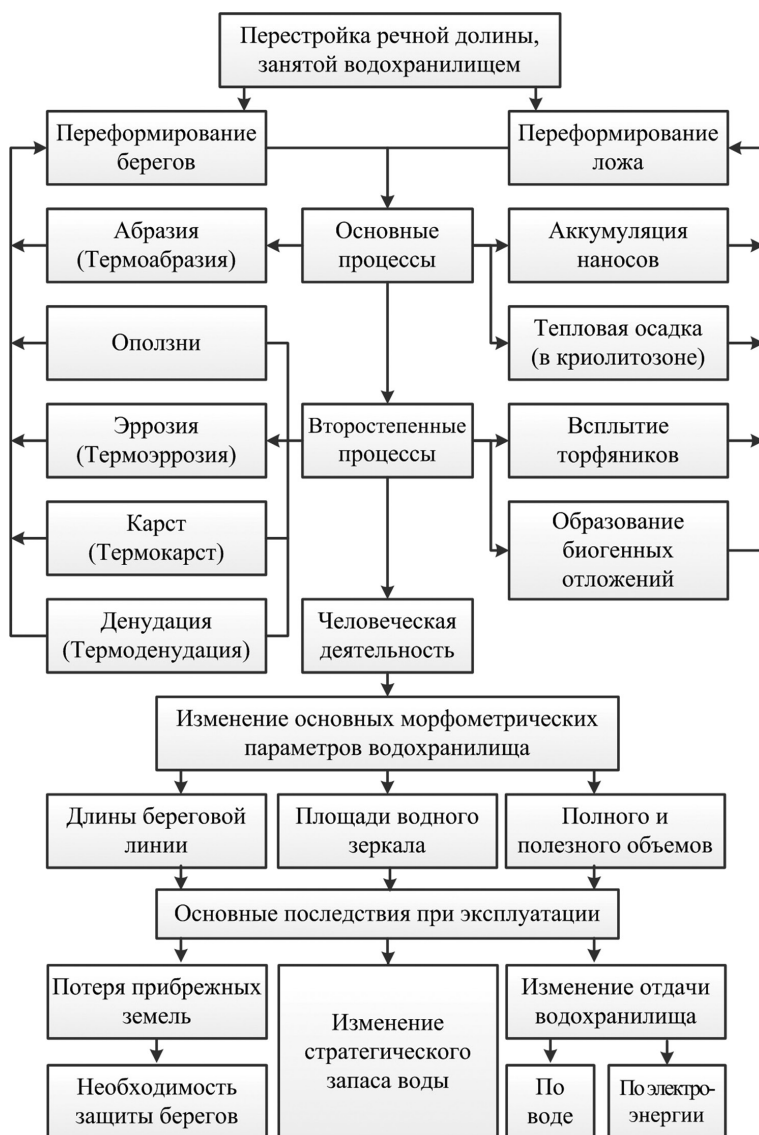 Перестройка речной долины,
занятой водохранилищем
Переформирование
берегов
Переформирование
ложа
Абразия
(Термоабразия)
Основные
процессы
Аккумуляция
наносов
Оползни
Тепловая осадка
(в криолитозоне)
Эррозия
(Термоэррозия)
Второстепенные
процессы
Всплытие
торфяников
Карст
(Термокарст)
Образование
биогенных
отложений
Денудация
(Термоденудация)
Человеческая
деятельность
Изменение основных морфометрических
параметров водохранилища
Длины береговой
линии
Площади водного
зеркала
Полного и
полезного объемов
Основные последствия при эксплуатации
Потеря прибрежных
земель
Изменение
стратегического
запаса воды
Изменение отдачи
водохранилища
Необходимость
защиты берегов
По
воде
По электро-
энергии